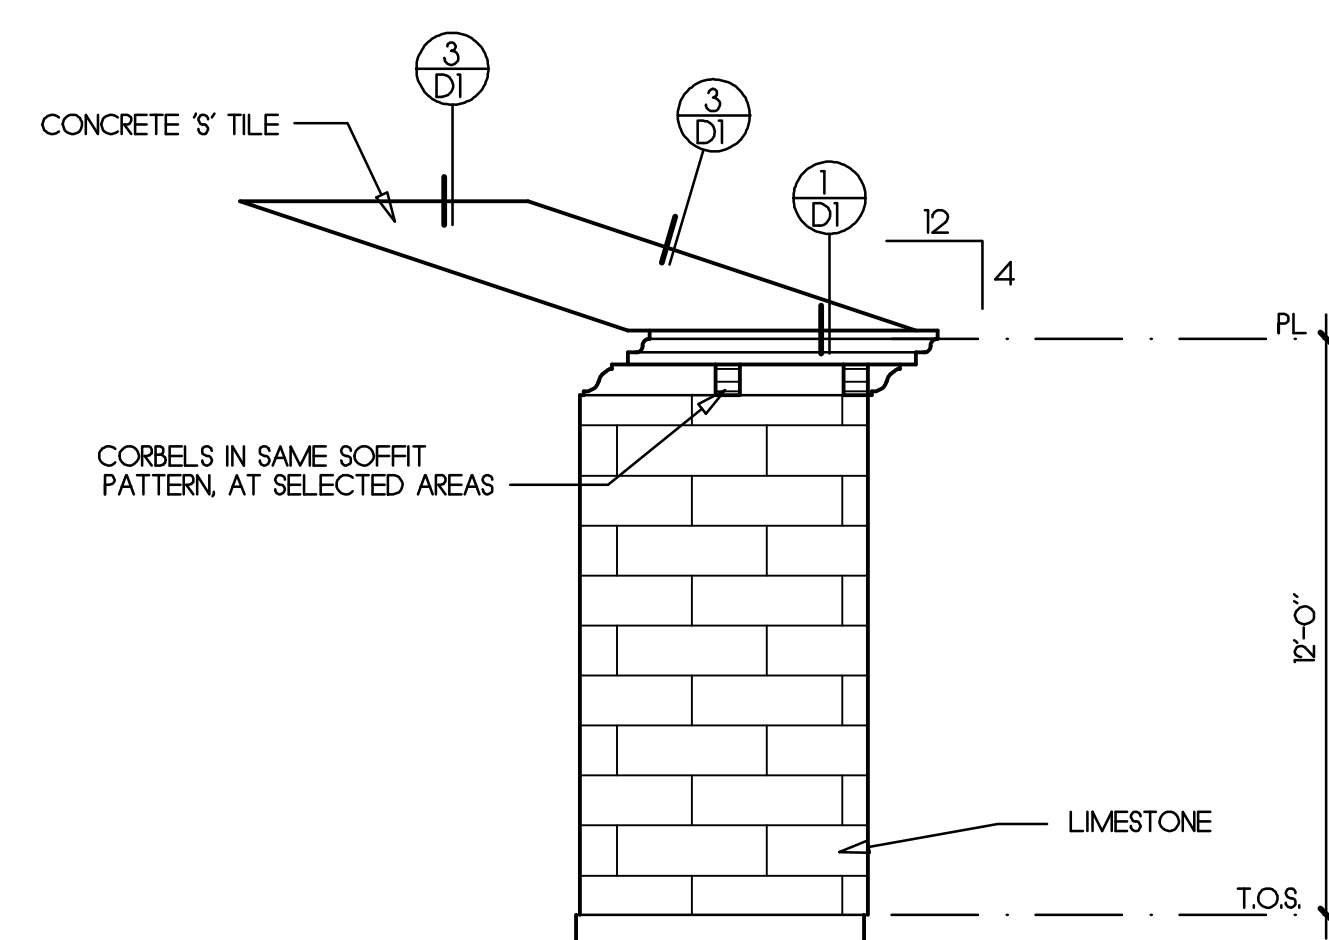 3
D1
3
D1
CONCRETE 'S' TILE
1
D1
12
4
PL
CORBELS IN SAME SOFFIT
PATTERN, AT SELECTED AREAS
12'-0"
LIMESTONE
T.O.S.